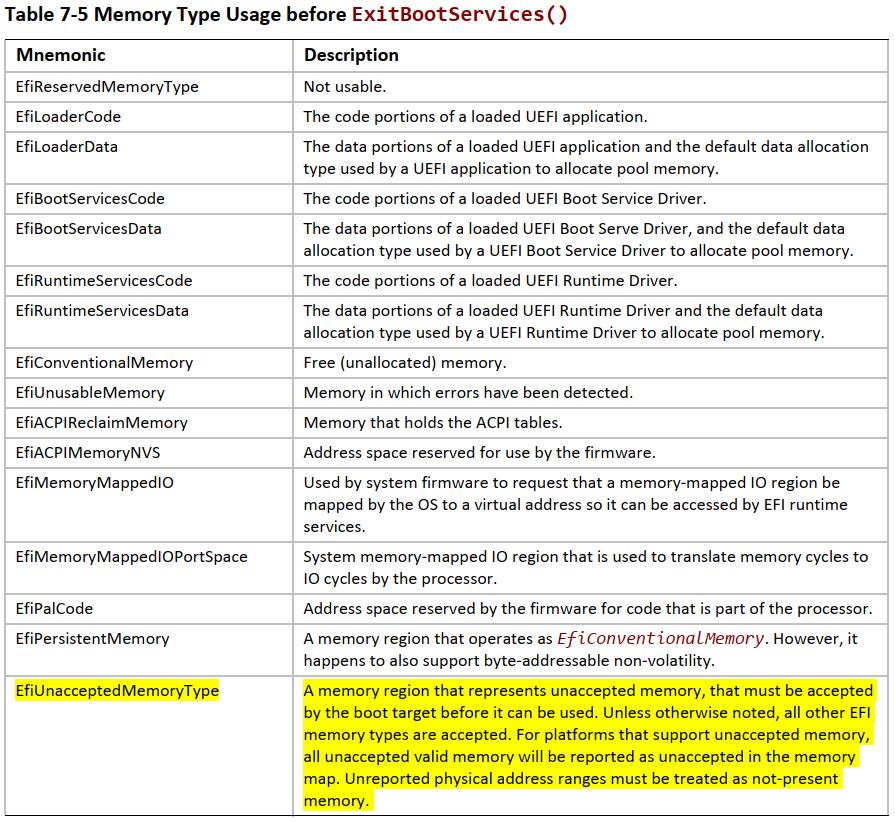 Table 7-5 Memory Type Usage before ExitBootServices()
Mnemonic Description
EfiReservedMemoryType Not usable.
EfiLoaderCode The code portions of a loaded UEFI application.
EfiLoaderData The data portions of a loaded UEFI application and the default data allocation
type used by a UEFI application to allocate pool memory.
EfiBootServicesCode The code portions of a loaded UEFI Boot Service Driver.
EfiBootServicesData The data portions of a loaded UEFI Boot Serve Driver, and the default data
allocation type used by a UEFI Boot Service Driver to allocate pool memory.
EfiRuntimeServicesCode The code portions of a loaded UEFI Runtime Driver.
EfiRuntimeServicesData The data portions of a loaded UEFI Runtime Driver and the default data
allocation type used by a UEFI Runtime Driver to allocate pool memory.
EfiConventionalMemory Free (unallocated) memory.
EfiUnusableMemory Memory in which errors have been detected.
EfiACPIReclaimMemory Memory that holds the ACPI tables.
EfiACPIMemoryNVS Address space reserved for use by the firmware.
EfiMemoryMappedIO Used by system firmware to request that a memory-mapped IO region be
mapped by the OS to a virtual address so it can be accessed by EFI runtime
services.
EfiMemoryMappedIOPortSpace System memory-mapped IO region that is used to translate memory cycles to
IO cycles by the processor.
EfiPalCode Address space reserved by the firmware for code that is part of the processor.
EfiPersistentMemory A memory region that operates as EfiConventionalMemory. However, it
happens to also support byte-addressable non-volatility.
EfiUnacceptedMemoryType A memory region that represents unaccepted memory, that must be accepted
by the boot target before it can be used. Unless otherwise noted, all other EFI
memory types are accepted. For platforms that support unaccepted memory,
all unaccepted valid memory will be reported as unaccepted in the memory
map. Unreported physical address ranges must be treated as not-present
memory.